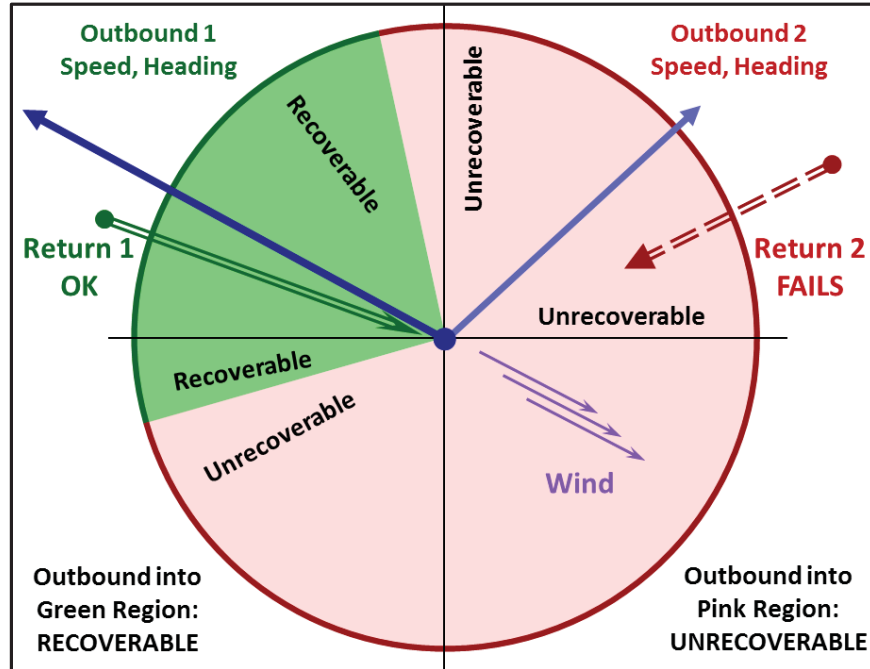 Outbound 1
Speed, Heading
Outbound 2
Speed, Heading
Recoverable
Unrecoverable
Return 1
OK
Return 2
FAILS
Unrecoverable
Recoverable
Unrecoverable
Wind
Outbound into
Green Region:
RECOVERABLE
Outbound into
Pink Region:
UNRECOVERABLE